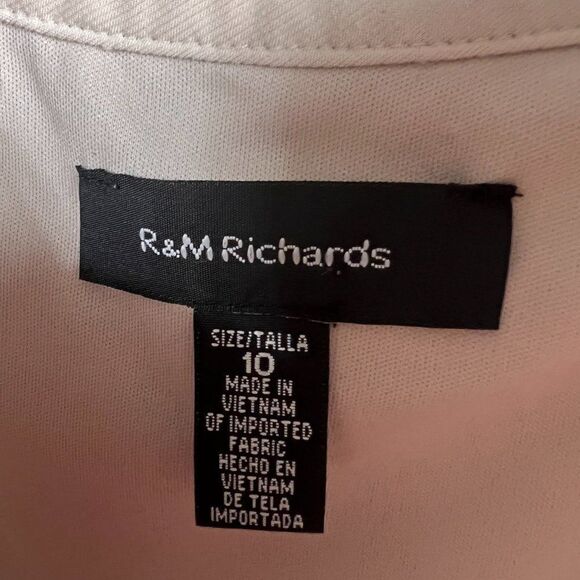 R&M Richards
SIZE/TALLA
10
MADE IN
VIETNAM
OF IMPORTED
FABRIC
HECHO EN
VIETNAM
DE TELA
IMPORTADA